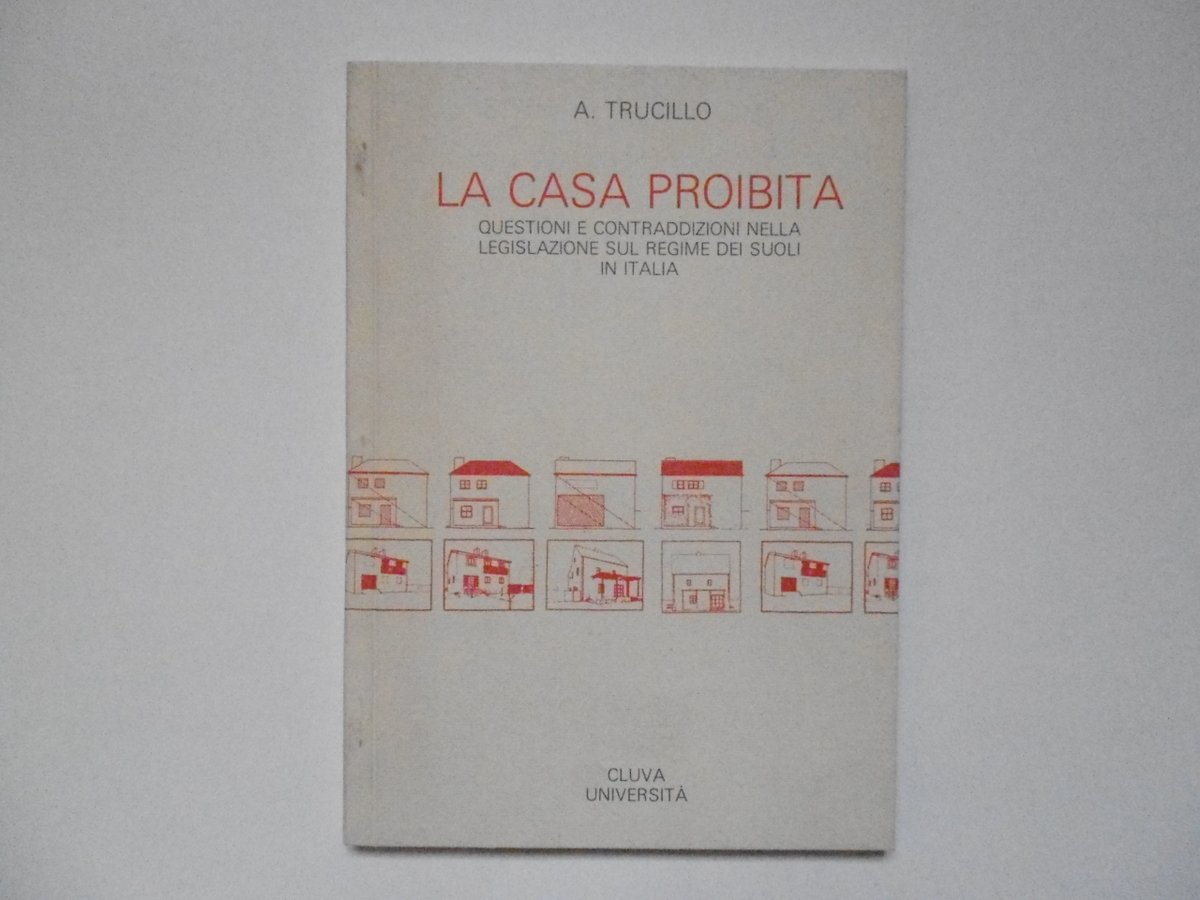 A. TRUCILLO
LA CASA PROIBITA
QUESTIONI E CONTRADDIZIONI NELLA
LEGISLAZIONE SUL REGIME DEI SUOLI
IN ITALIA
CLUVA
UNIVERSITÀ